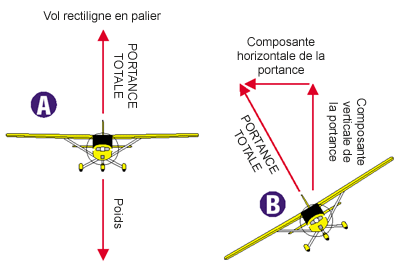 Vol rectiligne en palier
PORTANCE
TOTALE
A
Poids
Composante
horizontale de la
portance
PORTANCE
TOTALE
Composante
verticale de
la portance
B